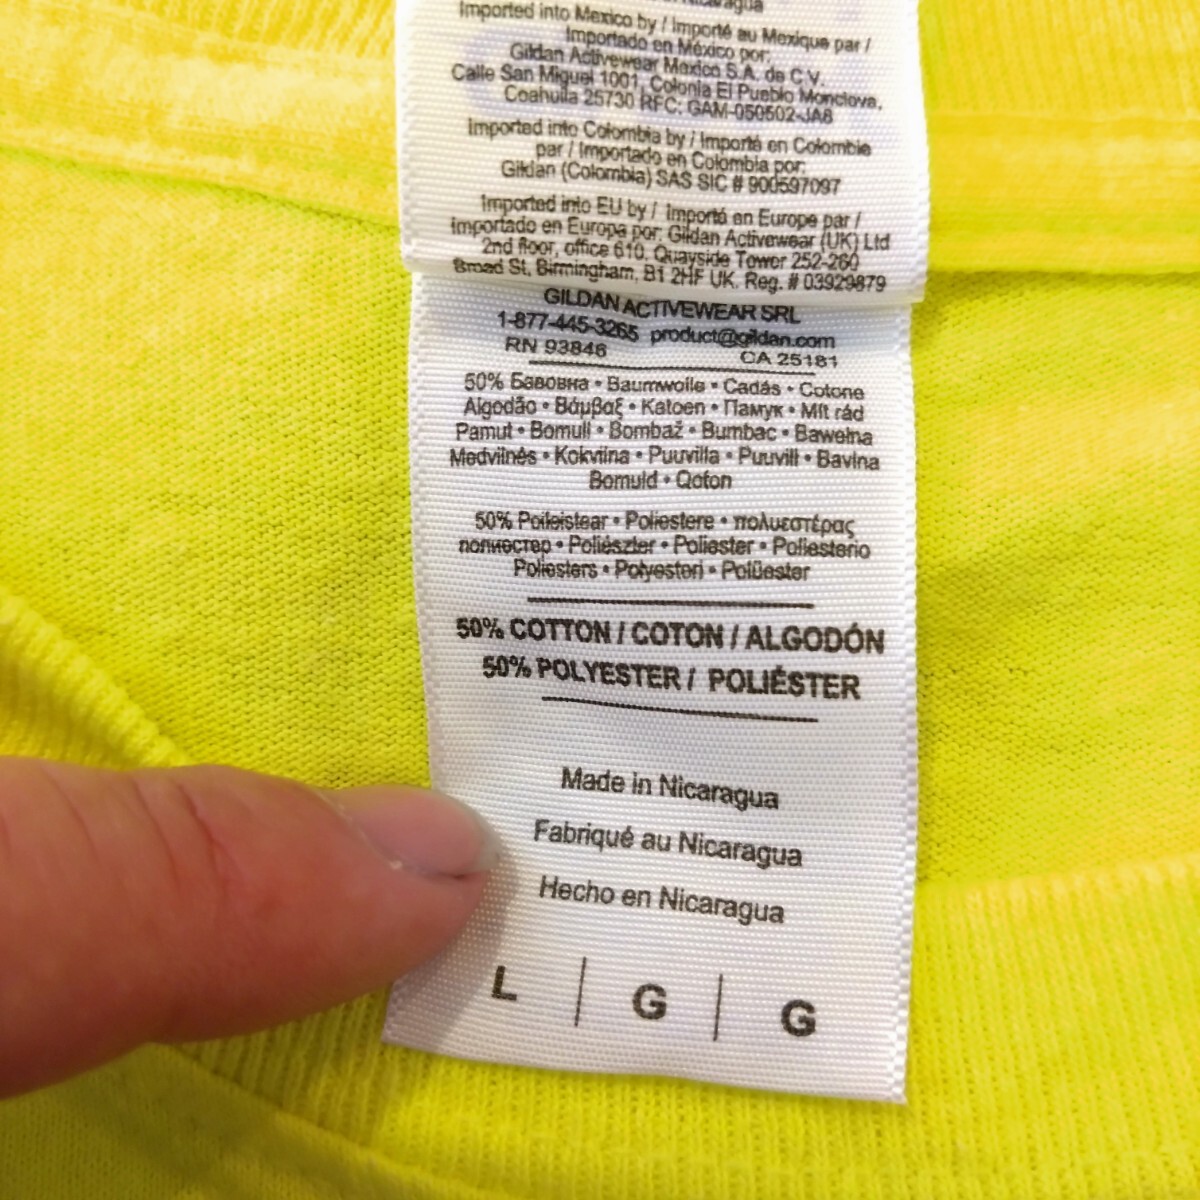 Nicaragua
Imported into Mexico by / Importé au Mexique par /
Importado en México por:
Gildan Activewear Mexico S.A. de C.V.
Calle San Miguel 1001, Colonia El Pueblo Monclova,
Coahuila 25730 RFC: GAM-050502-JA8
Imported into Colombia by / Importé en Colombie
par / Importado en Colombia por:
Gildan (Colombia) SAS SIC # 900597097
Imported into EU by / Importé en Europe par /
Importado en Europa por: Gildan Activewear (UK) Ltd
2nd floor, office 610, Quayside Tower 252-260
Broad St, Birmingham, B1 2HF UK. Reg. # 03929879
GILDAN ACTIVEWEAR SRL
1-877-445-3265 product@gildan.com
RN 93846 CA 25181
50% Бавовна • Baumwolle • Cadás • Cotone
Algodão • Βάμβαξ • Katoen • Памук • Mít rád
Pamut • Bomull • Bombaž • Bumbac • Bawełna
Medvilnės • Kokvilna • Puuvilla • Puuvill • Bavlna
Bomuld • Qoton
50% Poileistear • Poliestere • πολυεστέρας
полиестер • Poliészter • Poliester • Poliesterio
Poliesters • Polyesteri • Polüester
50% COTTON / COTON / ALGODÓN
50% POLYESTER / POLIÉSTER
Made in Nicaragua
Fabriqué au Nicaragua
Hecho en Nicaragua
L | G | G